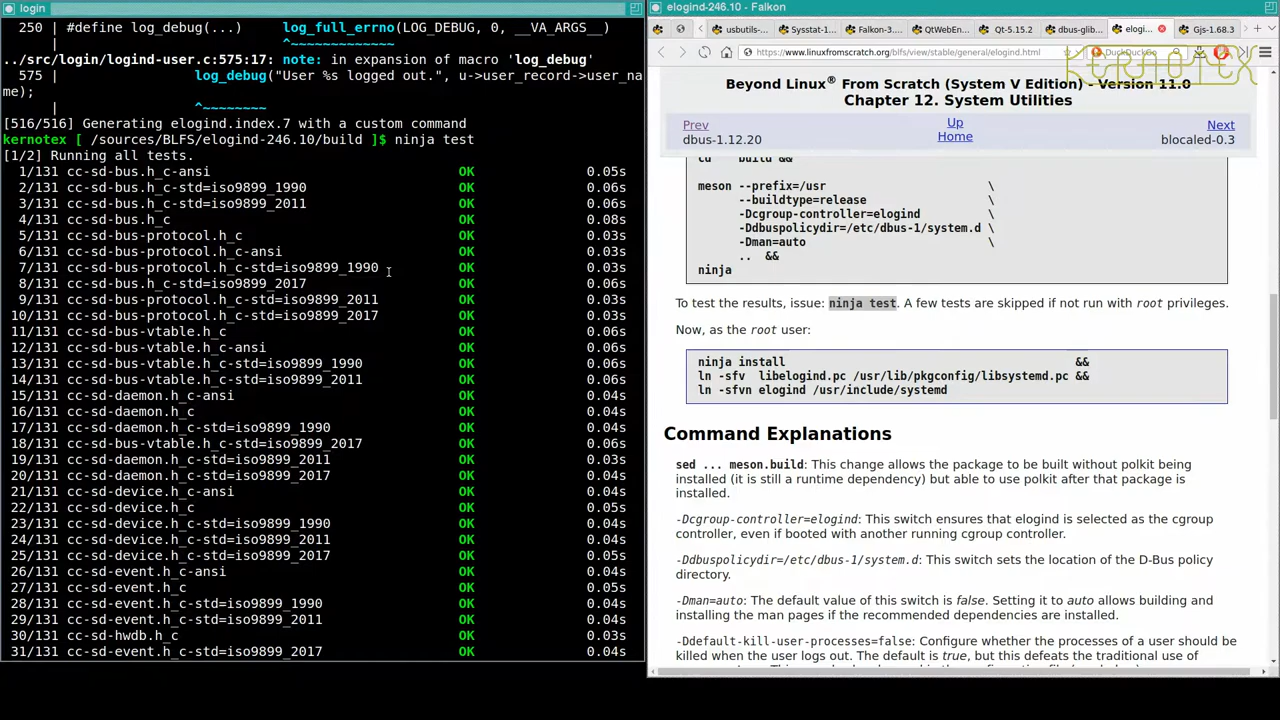 login
250 | #define log_debug(...)     log_full_errno(LOG_DEBUG, 0, __VA_ARGS__)
|                            ^~~~~~~~~~~~~~
../src/login/logind-user.c:575:17: note: in expansion of macro 'log_debug'
575 |                 log_debug("User %s logged out.", u->user_record->user_na
me);
|                 ^~~~~~~~~
[516/516] Generating elogind.index.7 with a custom command
kernotex [ /sources/BLFS/elogind-246.10/build ]$ ninja test
[1/2] Running all tests.
1/131 cc-sd-bus.h_c-ansi OK 0.05s
2/131 cc-sd-bus.h_c-std=iso9899_1990 OK 0.06s
3/131 cc-sd-bus.h_c-std=iso9899_2011 OK 0.06s
4/131 cc-sd-bus.h_c OK 0.08s
5/131 cc-sd-bus-protocol.h_c OK 0.03s
6/131 cc-sd-bus-protocol.h_c-ansi OK 0.03s
7/131 cc-sd-bus-protocol.h_c-std=iso9899_1990 OK 0.03s
8/131 cc-sd-bus.h_c-std=iso9899_2017 OK 0.06s
9/131 cc-sd-bus-protocol.h_c-std=iso9899_2011 OK 0.03s
10/131 cc-sd-bus-protocol.h_c-std=iso9899_2017 OK 0.03s
11/131 cc-sd-bus-vtable.h_c OK 0.06s
12/131 cc-sd-bus-vtable.h_c-ansi OK 0.06s
13/131 cc-sd-bus-vtable.h_c-std=iso9899_1990 OK 0.06s
14/131 cc-sd-bus-vtable.h_c-std=iso9899_2011 OK 0.06s
15/131 cc-sd-daemon.h_c-ansi OK 0.04s
16/131 cc-sd-daemon.h_c OK 0.04s
17/131 cc-sd-daemon.h_c-std=iso9899_1990 OK 0.04s
18/131 cc-sd-bus-vtable.h_c-std=iso9899_2017 OK 0.06s
19/131 cc-sd-daemon.h_c-std=iso9899_2011 OK 0.03s
20/131 cc-sd-daemon.h_c-std=iso9899_2017 OK 0.04s
21/131 cc-sd-device.h_c-ansi OK 0.04s
22/131 cc-sd-device.h_c OK 0.05s
23/131 cc-sd-device.h_c-std=iso9899_1990 OK 0.04s
24/131 cc-sd-device.h_c-std=iso9899_2011 OK 0.04s
25/131 cc-sd-device.h_c-std=iso9899_2017 OK 0.05s
26/131 cc-sd-event.h_c-ansi OK 0.04s
27/131 cc-sd-event.h_c OK 0.05s
28/131 cc-sd-event.h_c-std=iso9899_1990 OK 0.04s
29/131 cc-sd-event.h_c-std=iso9899_2011 OK 0.04s
30/131 cc-sd-hwdb.h_c OK 0.03s
31/131 cc-sd-event.h_c-std=iso9899_2017 OK 0.04s
elogind-246.10 - Falkon
usbutils- Sysstat-1 Falkon-3. QtWebEn Qt-5.15.2 dbus-glib- elogi Gjs-1.68.3
https://www.linuxfromscratch.org/blfs/view/stable/general/elogind.html DuckDuckGo
KERNOTEX
Beyond Linux® From Scratch (System V Edition) - Version 11.0
Chapter 12. System Utilities
Prev Up Next
dbus-1.12.20 Home blocaled-0.3
cd    build &&
meson --prefix=/usr \
--buildtype=release \
-Dcgroup-controller=elogind \
-Ddbuspolicydir=/etc/dbus-1/system.d \
-Dman=auto \
.. &&
ninja
To test the results, issue: ninja test. A few tests are skipped if not run with root privileges.
Now, as the root user:
ninja install &&
ln -sfv  libelogind.pc /usr/lib/pkgconfig/libsystemd.pc &&
ln -sfvn elogind /usr/include/systemd
Command Explanations
sed ... meson.build: This change allows the package to be built without polkit being
installed (it is still a runtime dependency) but able to use polkit after that package is
installed.
-Dcgroup-controller=elogind: This switch ensures that elogind is selected as the cgroup
controller, even if booted with another running cgroup controller.
-Ddbuspolicydir=/etc/dbus-1/system.d: This switch sets the location of the D-Bus policy
directory.
-Dman=auto: The default value of this switch is false. Setting it to auto allows building and
installing the man pages if the recommended dependencies are installed.
-Ddefault-kill-user-processes=false: Configure whether the processes of a user should be
killed when the user logs out. The default is true, but this defeats the traditional use of